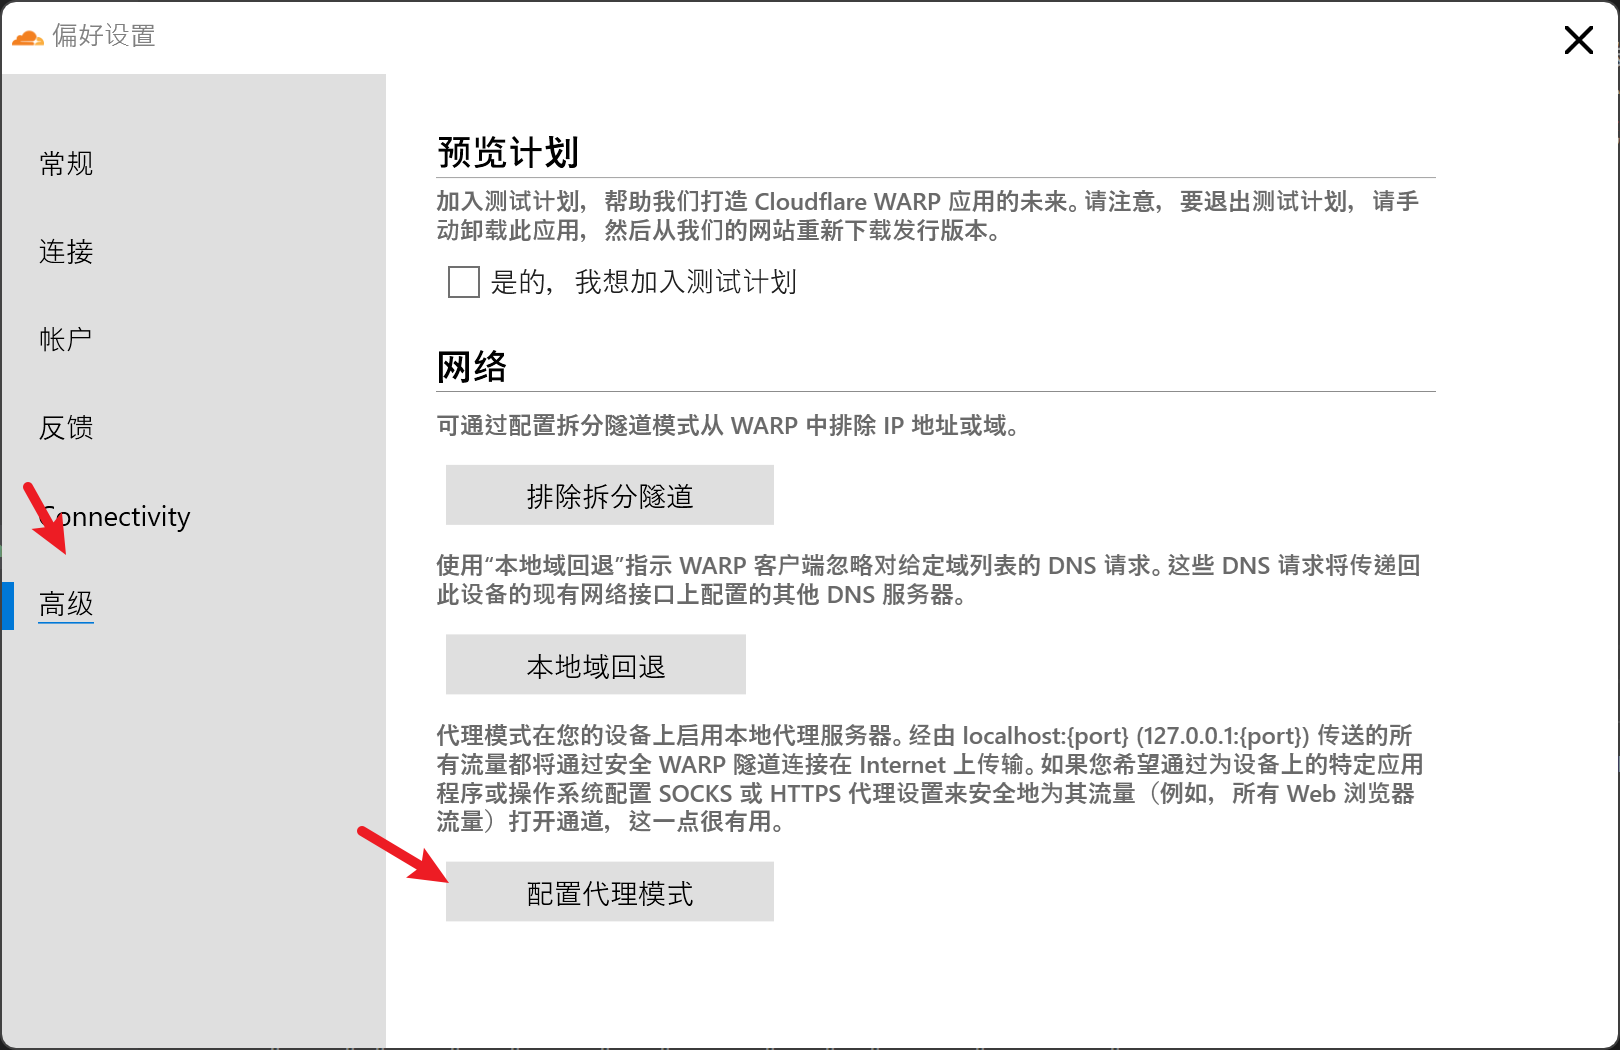 偏好设置
常规
连接
帐户
反馈
Connectivity
高级
预览计划
加入测试计划，帮助我们打造 Cloudflare WARP 应用的未来。请注意，要退出测试计划，请手
动卸载此应用，然后从我们的网站重新下载发行版本。
是的，我想加入测试计划
网络
可通过配置拆分隧道模式从 WARP 中排除 IP 地址或域。
排除拆分隧道
使用“本地域回退”指示 WARP 客户端忽略对给定域列表的 DNS 请求。这些 DNS 请求将传递回
此设备的现有网络接口上配置的其他 DNS 服务器。
本地域回退
代理模式在您的设备上启用本地代理服务器。经由 localhost:{port} (127.0.0.1:{port}) 传送的所
有流量都将通过安全 WARP 隧道连接在 Internet 上传输。如果您希望通过为设备上的特定应用
程序或操作系统配置 SOCKS 或 HTTPS 代理设置来安全地为其流量（例如，所有 Web 浏览器
流量）打开通道，这一点很有用。
配置代理模式